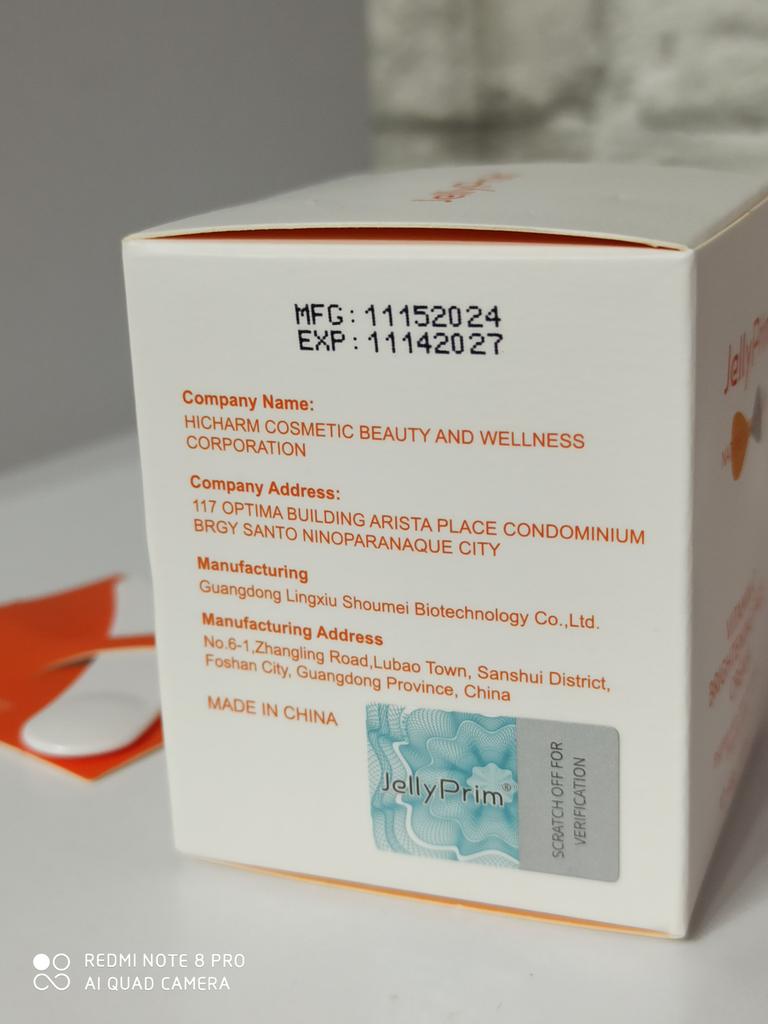 JellyPrim
MFG: 11152024
EXP: 11142027
Company Name:
HICHARM COSMETIC BEAUTY AND WELLNESS
CORPORATION
Company Address:
117 OPTIMA BUILDING ARISTA PLACE CONDOMINIUM
BRGY SANTO NINOPARANAQUE CITY
Manufacturing
Guangdong Lingxiu Shoumei Biotechnology Co.,Ltd.
Manufacturing Address
No.6-1,Zhangling Road,Lubao Town, Sanshui District,
Foshan City, Guangdong Province, China
MADE IN CHINA
JellyPrim®
SCRATCH OFF FOR
VERIFICATION
REDMI NOTE 8 PRO
AI QUAD CAMERA